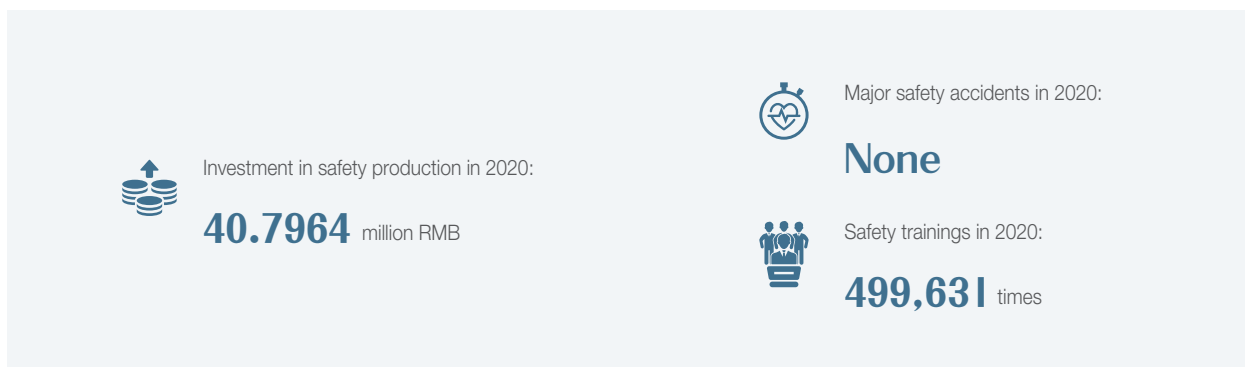 Investment in safety production in 2020:
40.7964 million RMB
Major safety accidents in 2020:
None
Safety trainings in 2020:
499,631 times